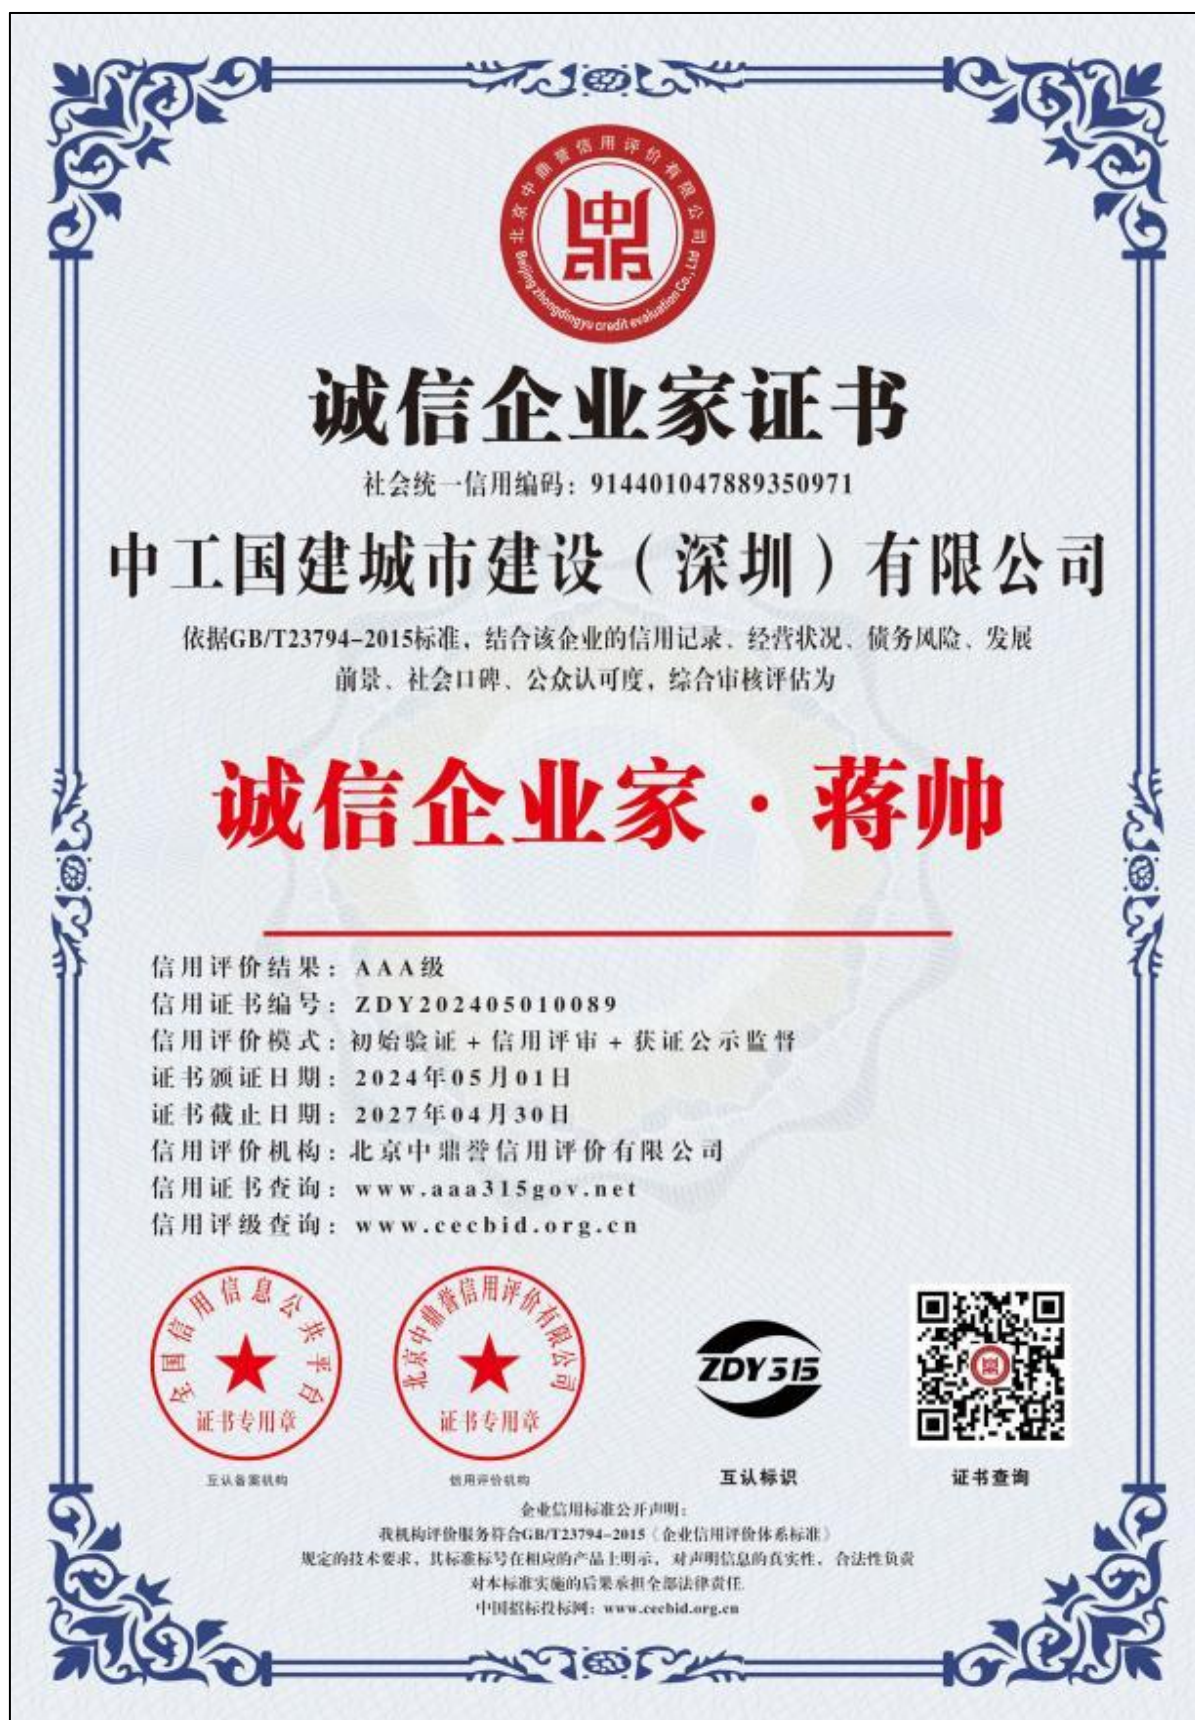 北京中鼎誉信用评价有限公司
中鼎
Beijing zhongdingyu credit evaluation Co., Ltd
诚信企业家证书
社会统一信用编码：914401047889350971
中工国建城市建设（深圳）有限公司
依据GB/T23794-2015标准，结合该企业的信用记录、经营状况、债务风险、发展
前景、社会口碑、公众认可度，综合审核评估为
诚信企业家·蒋帅
信用评价结果：AAA级
信用证书编号：ZDY202405010089
信用评价模式：初始验证+信用评审+获证公示监督
证书颁证日期：2024年05月01日
证书截止日期：2027年04月30日
信用评价机构：北京中鼎誉信用评价有限公司
信用证书查询：www.aaa315gov.net
信用评级查询：www.cecbid.org.cn
全国信用信息公共平台
证书专用章
北京中鼎誉信用评价有限公司
证书专用章
ZDY315
互认备案机构
信用评价机构
互认标识
证书查询
企业信用标准公开声明：
我机构评价服务符合GB/T23794-2015《企业信用评价体系标准》
规定的技术要求，其标准标号在相应的产品上明示，对声明信息的真实性，合法性负责
对本标准实施的后果承担全部法律责任.
中国招标投标网：www.cecbid.org.cn